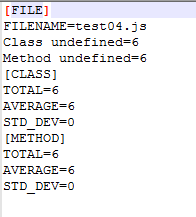 [FILE]
FILENAME=test04.js
Class undefined=6
Method undefined=6
[CLASS]
TOTAL=6
AVERAGE=6
STD_DEV=0
[METHOD]
TOTAL=6
AVERAGE=6
STD_DEV=0